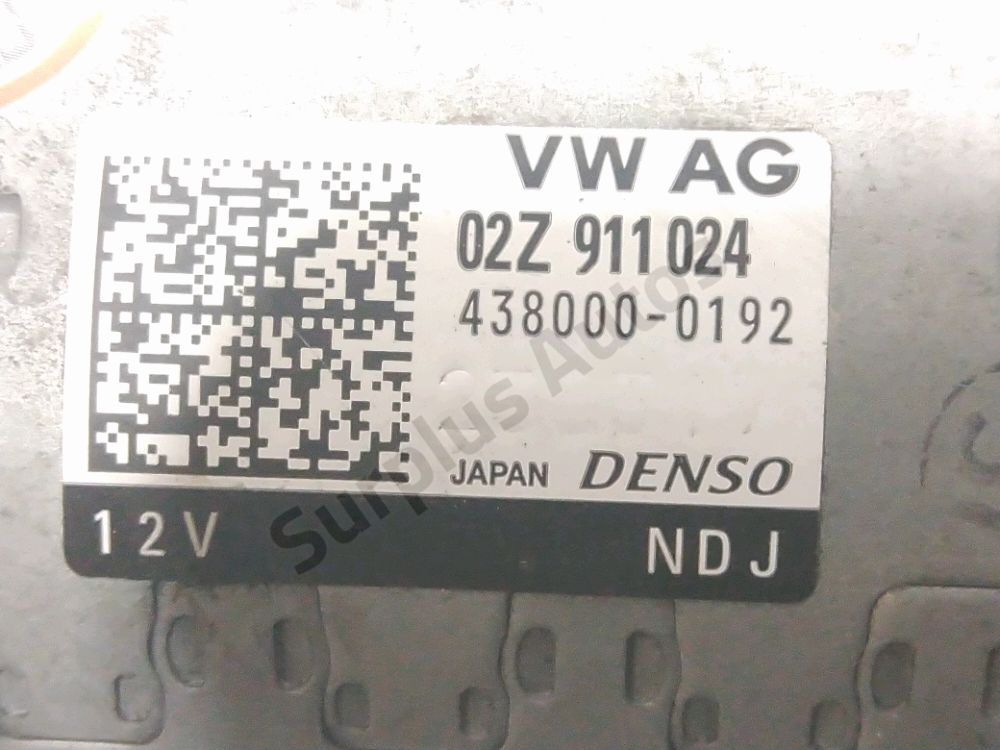 VW AG
02Z 911 024
438000-0192
JAPAN DENSO
12V NDJ
Surplus Autos